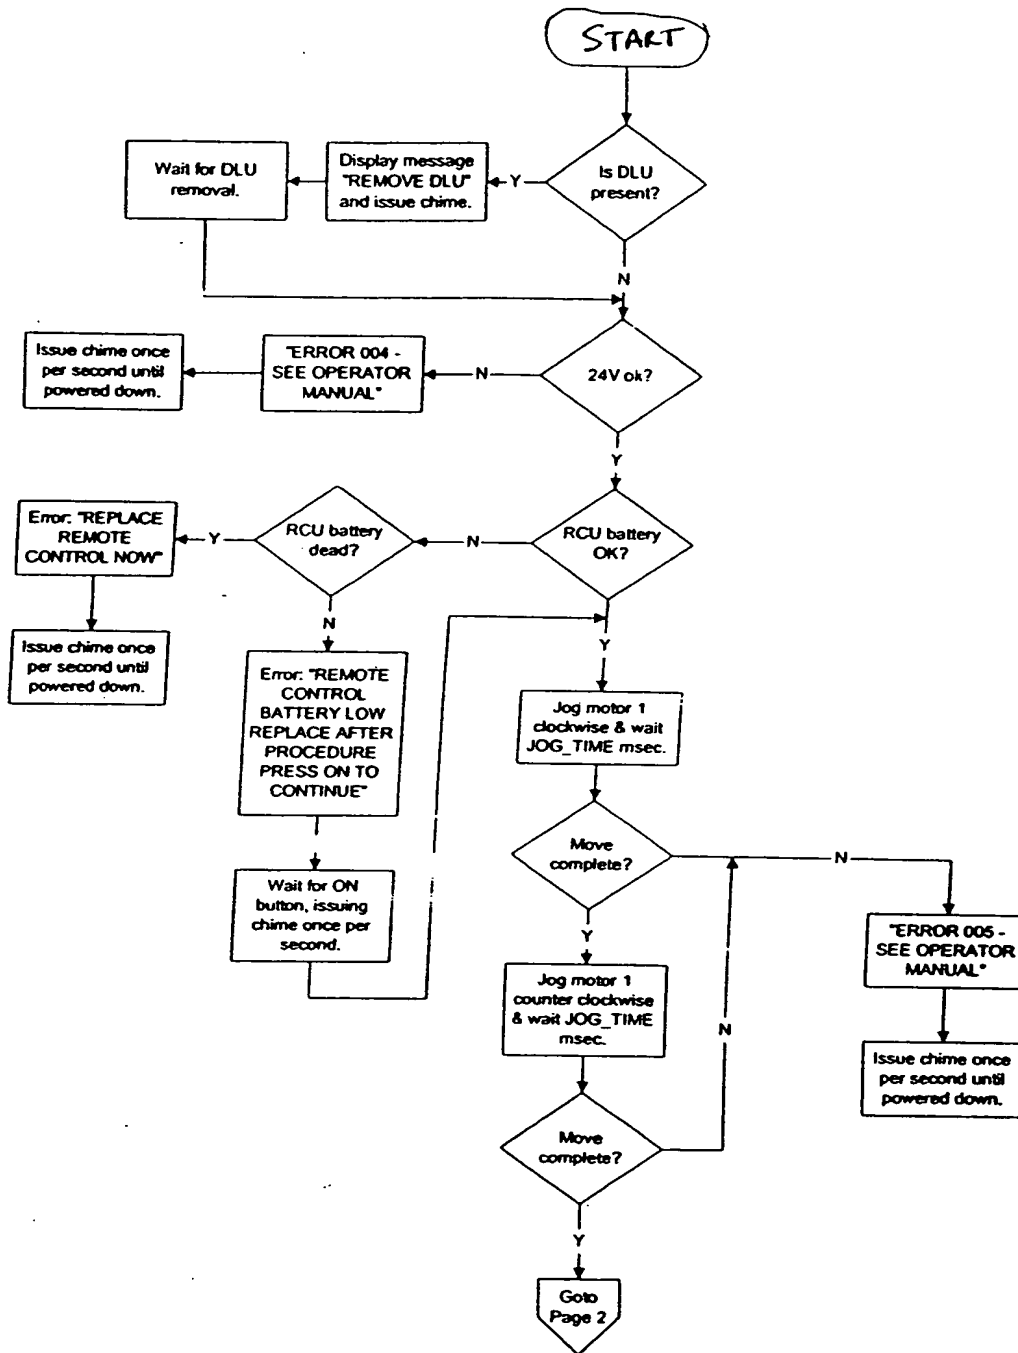 START
Is DLU
present?
Y
Display message
"REMOVE DLU"
and issue chime.
Wait for DLU
removal.
N
24V ok?
N
"ERROR 004 -
SEE OPERATOR
MANUAL"
Issue chime once
per second until
powered down.
Y
RCU battery
OK?
N
RCU battery
dead?
Y
Error: "REPLACE
REMOTE
CONTROL NOW"
Issue chime once
per second until
powered down.
N
Error: "REMOTE
CONTROL
BATTERY LOW
REPLACE AFTER
PROCEDURE
PRESS ON TO
CONTINUE"
Wait for ON
button, issuing
chime once per
second.
Y
Jog motor 1
clockwise & wait
JOG_TIME msec.
Move
complete?
N
"ERROR 005 -
SEE OPERATOR
MANUAL"
Issue chime once
per second until
powered down.
Y
Jog motor 1
counter clockwise
& wait JOG_TIME
msec.
N
Move
complete?
Y
Goto
Page 2